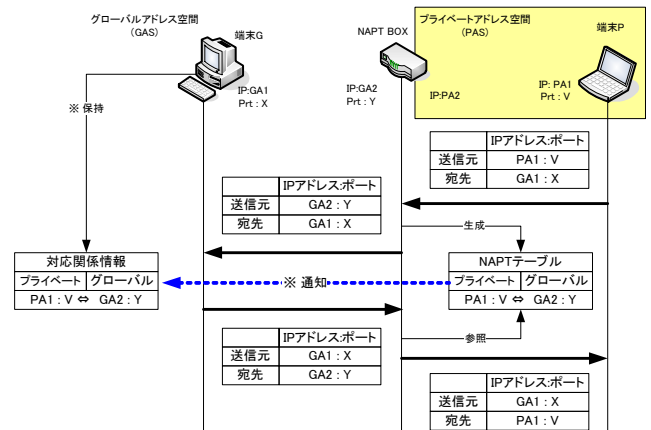 グローバルアドレス空間
（GAS）
端末G
NAPT BOX
プライベートアドレス空間
（PAS）
端末P
IP:GA1
Prt : X
IP:GA2
Prt : Y
IP:PA2
IP: PA1
Prt : V
※ 保持
IPアドレス:ポート
送信元 PA1 : V
宛先 GA1 : X
IPアドレス:ポート
送信元 GA2 : Y
宛先 GA1 : X
生成
対応関係情報
プライベート グローバル
PA1 : V ⇔ GA2 : Y
※ 通知
NAPTテーブル
プライベート グローバル
PA1 : V ⇔ GA2 : Y
参照
IPアドレス:ポート
送信元 GA1 : X
宛先 GA2 : Y
IPアドレス:ポート
送信元 GA1 : X
宛先 PA1 : V